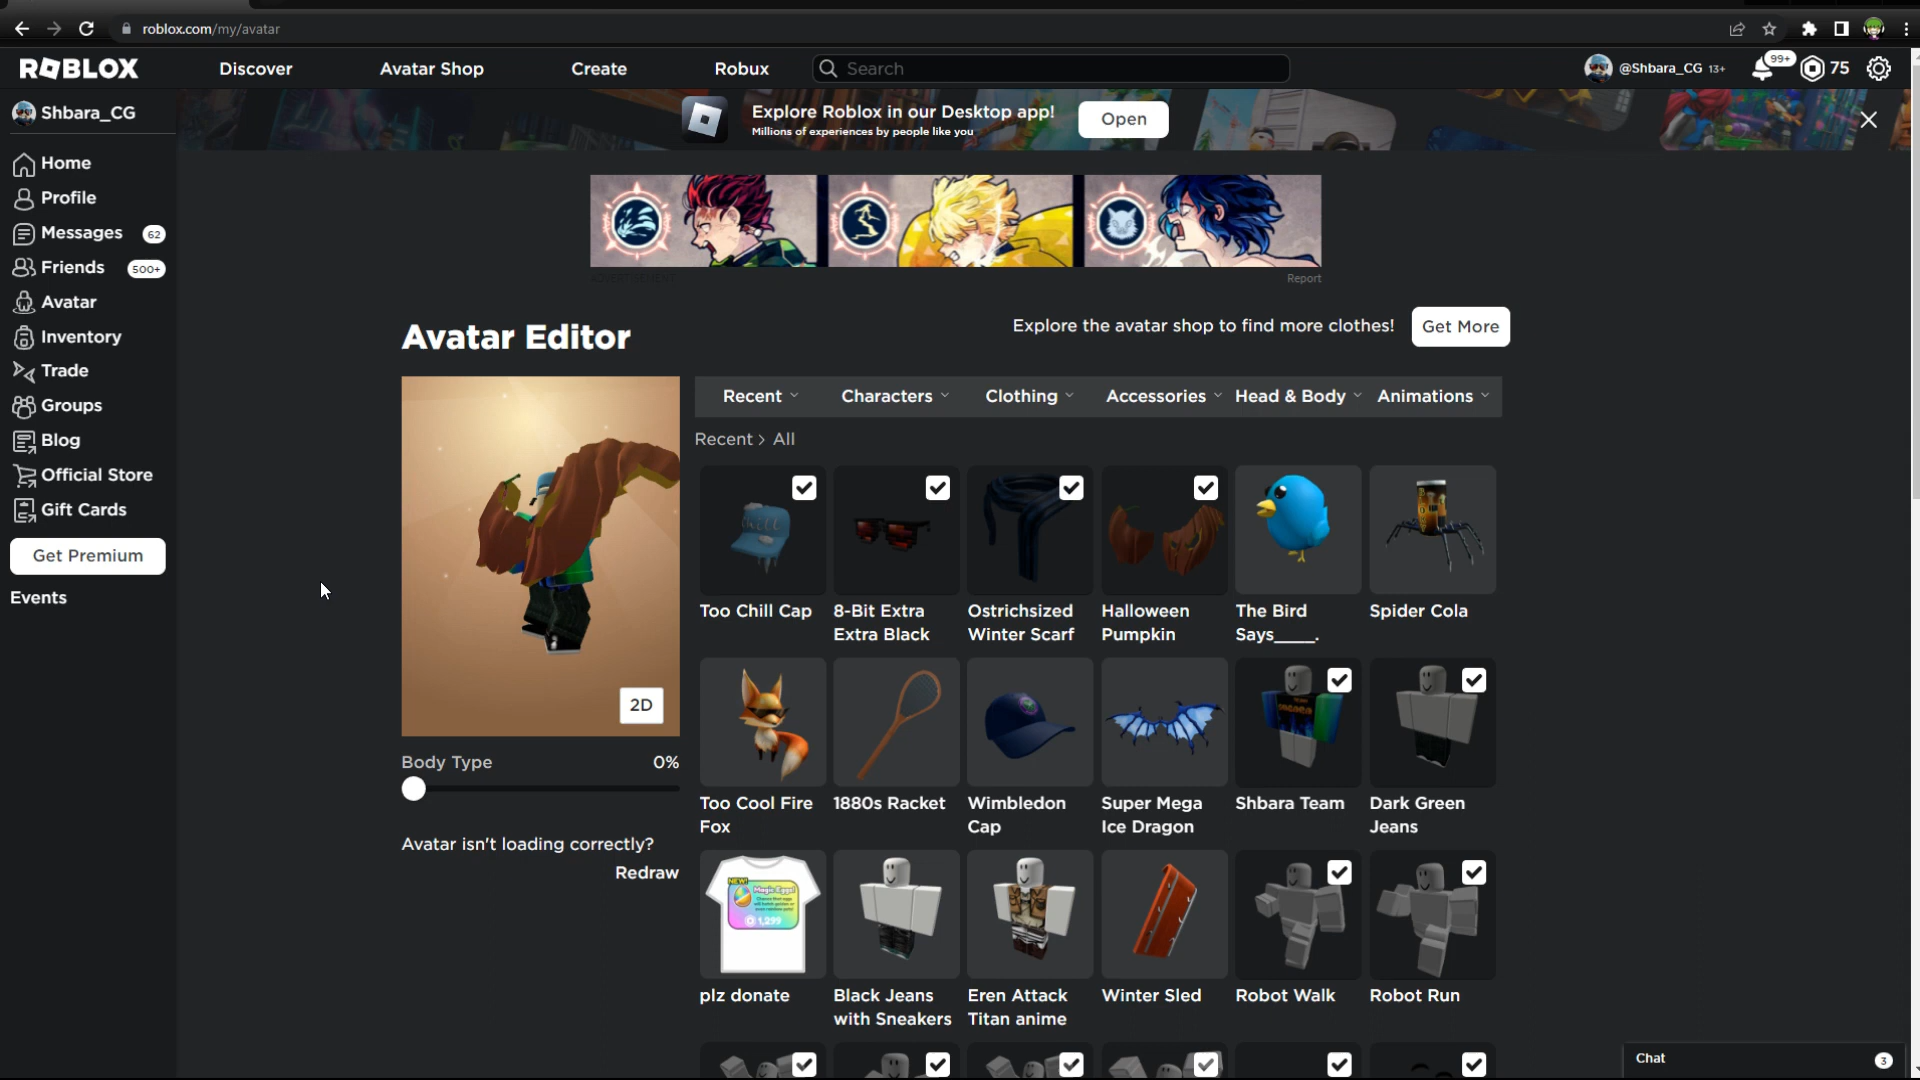 roblox.com/my/avatar
ROBLOX
Discover
Avatar Shop
Create
Robux
Search
@Shbara_CG 13+
99+
75
Shbara_CG
Explore Roblox in our Desktop app!
Millions of experiences by people like you
Open
Home
Profile
Messages 62
Friends 500+
Avatar
Inventory
Trade
Groups
Blog
Official Store
Gift Cards
Get Premium
Events
ADVERTISEMENT
Report
Avatar Editor
Explore the avatar shop to find more clothes!
Get More
Recent
Characters
Clothing
Accessories
Head & Body
Animations
Recent > All
2D
Body Type 0%
Avatar isn't loading correctly?
Redraw
Too Chill Cap
8-Bit Extra
Extra Black
Ostrichsized
Winter Scarf
Halloween
Pumpkin
The Bird
Says____.
Spider Cola
Too Cool Fire
Fox
1880s Racket
Wimbledon
Cap
Super Mega
Ice Dragon
Shbara Team
Dark Green
Jeans
NEW!
Magic Eggs!
1,299
plz donate
Black Jeans
with Sneakers
Eren Attack
Titan anime
Winter Sled
Robot Walk
Robot Run
Chat 3